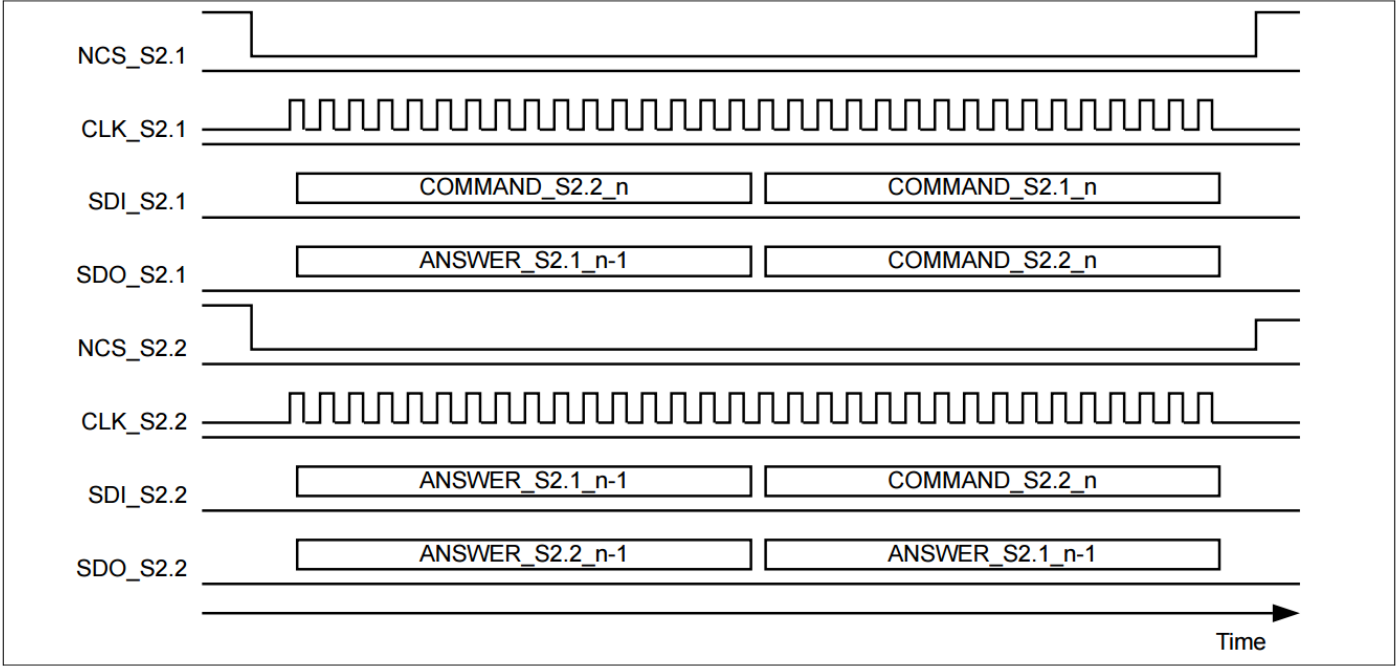 NCS_S2.1
CLK_S2.1
SDI_S2.1 COMMAND_S2.2_n COMMAND_S2.1_n
SDO_S2.1 ANSWER_S2.1_n-1 COMMAND_S2.2_n
NCS_S2.2
CLK_S2.2
SDI_S2.2 ANSWER_S2.1_n-1 COMMAND_S2.2_n
SDO_S2.2 ANSWER_S2.2_n-1 ANSWER_S2.1_n-1
Time